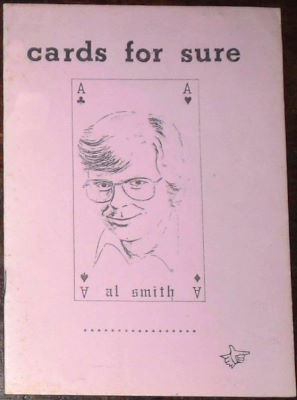 cards for sure
A A
♣ ♥
♠ ♦
A al smith A